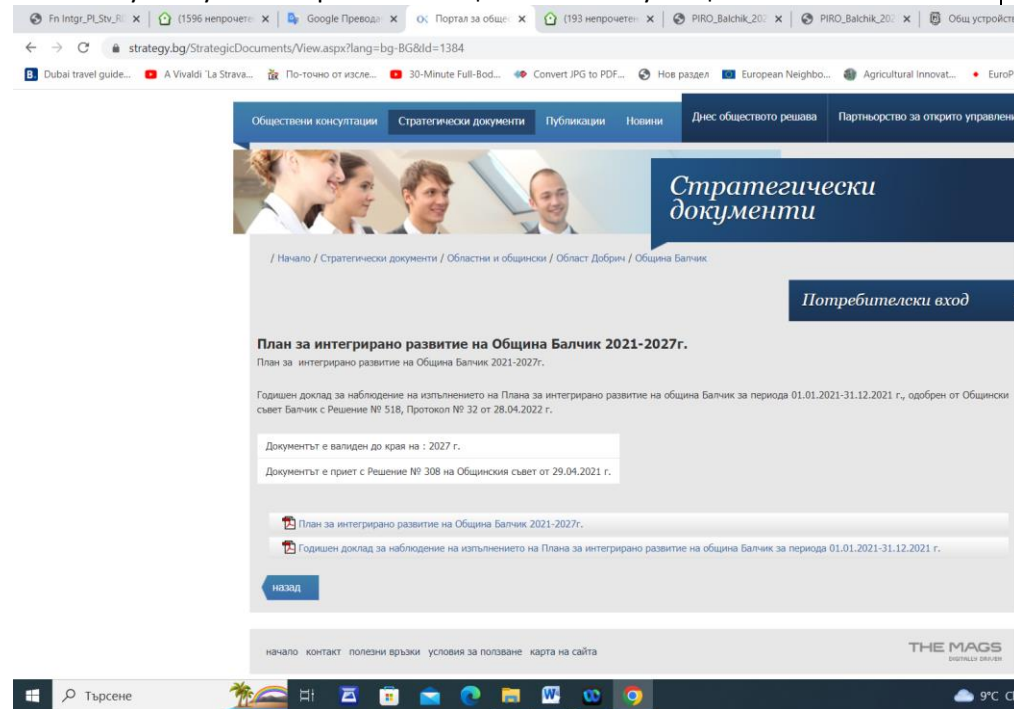 Fn Intgr_Pl_Stv_R
(1596 непрочете
Google Превода
Портал за обще
(193 непрочетен
PIRO_Balchik_202
PIRO_Balchik_202
Общ устройст
strategy.bg/StrategicDocuments/View.aspx?lang=bg-BG&Id=1384
Dubai travel guide...
A Vivaldi 'La Strava...
По-точно от изсле...
30-Minute Full-Bod...
Convert JPG to PDF...
Нов раздел
European Neighbo...
Agricultural Innovat...
EuroP
Обществени консултации Стратегически документи Публикации Новини Днес обществото решава Партньорство за открито управлени
Стратегически
документи
/ Начало / Стратегически документи / Областни и общински / Област Добрич / Община Балчик
Потребителски вход
План за интегрирано развитие на Община Балчик 2021-2027г.
План за интегрирано развитие на Община Балчик 2021-2027г.
Годишен доклад за наблюдение на изпълнението на Плана за интегрирано развитие на община Балчик за периода 01.01.2021-31.12.2021 г., одобрен от Общински
съвет Балчик с Решение № 518, Протокол № 32 от 28.04.2022 г.
Документът е валиден до края на : 2027 г.
Документът е приет с Решение № 308 на Общинския съвет от 29.04.2021 г.
План за интегрирано развитие на Община Балчик 2021-2027г.
Годишен доклад за наблюдение на изпълнението на Плана за интегрирано развитие на община Балчик за периода 01.01.2021-31.12.2021 г.
назад
начало контакт полезни връзки условия за ползване карта на сайта
THE MAGS
DIGITALLY DRIVEN
Търсене
9°C